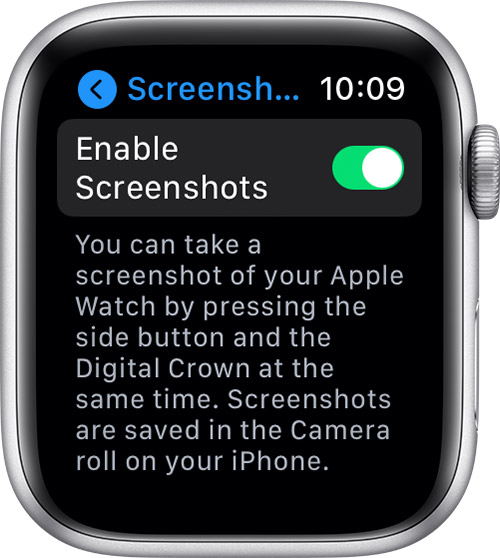 Screensh... 10:09
Enable
Screenshots
You can take a
screenshot of your Apple
Watch by pressing the
side button and the
Digital Crown at the
same time. Screenshots
are saved in the Camera
roll on your iPhone.